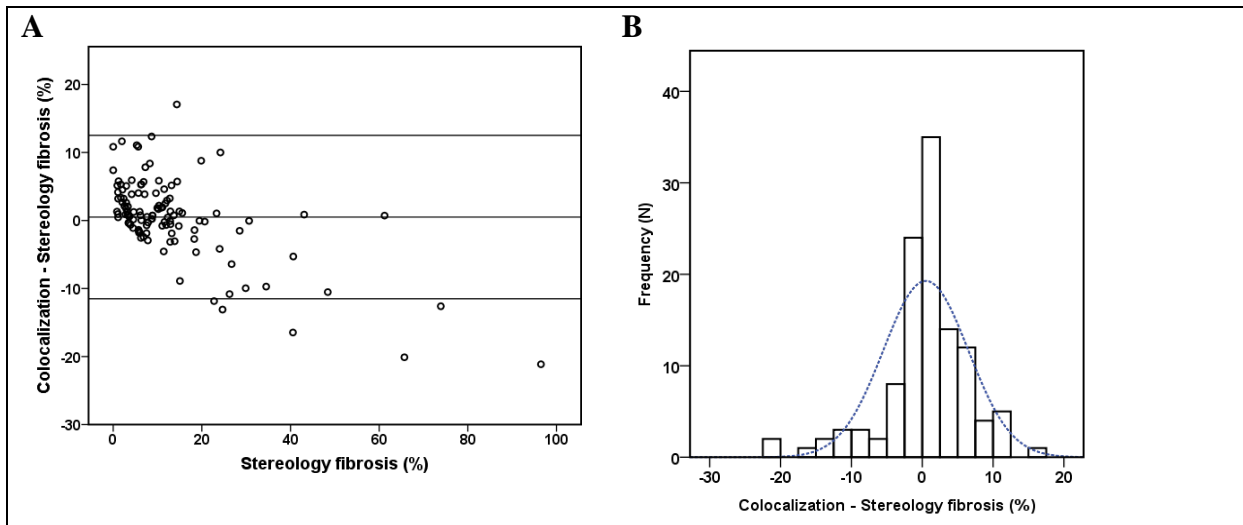 A
20
10
0
-10
-20
-30
Colocalization - Stereology fibrosis (%)
0 20 40 60 80 100
Stereology fibrosis (%)
B
40
30
20
10
0
Frequency (N)
-30 -20 -10 0 10 20
Colocalization - Stereology fibrosis (%)